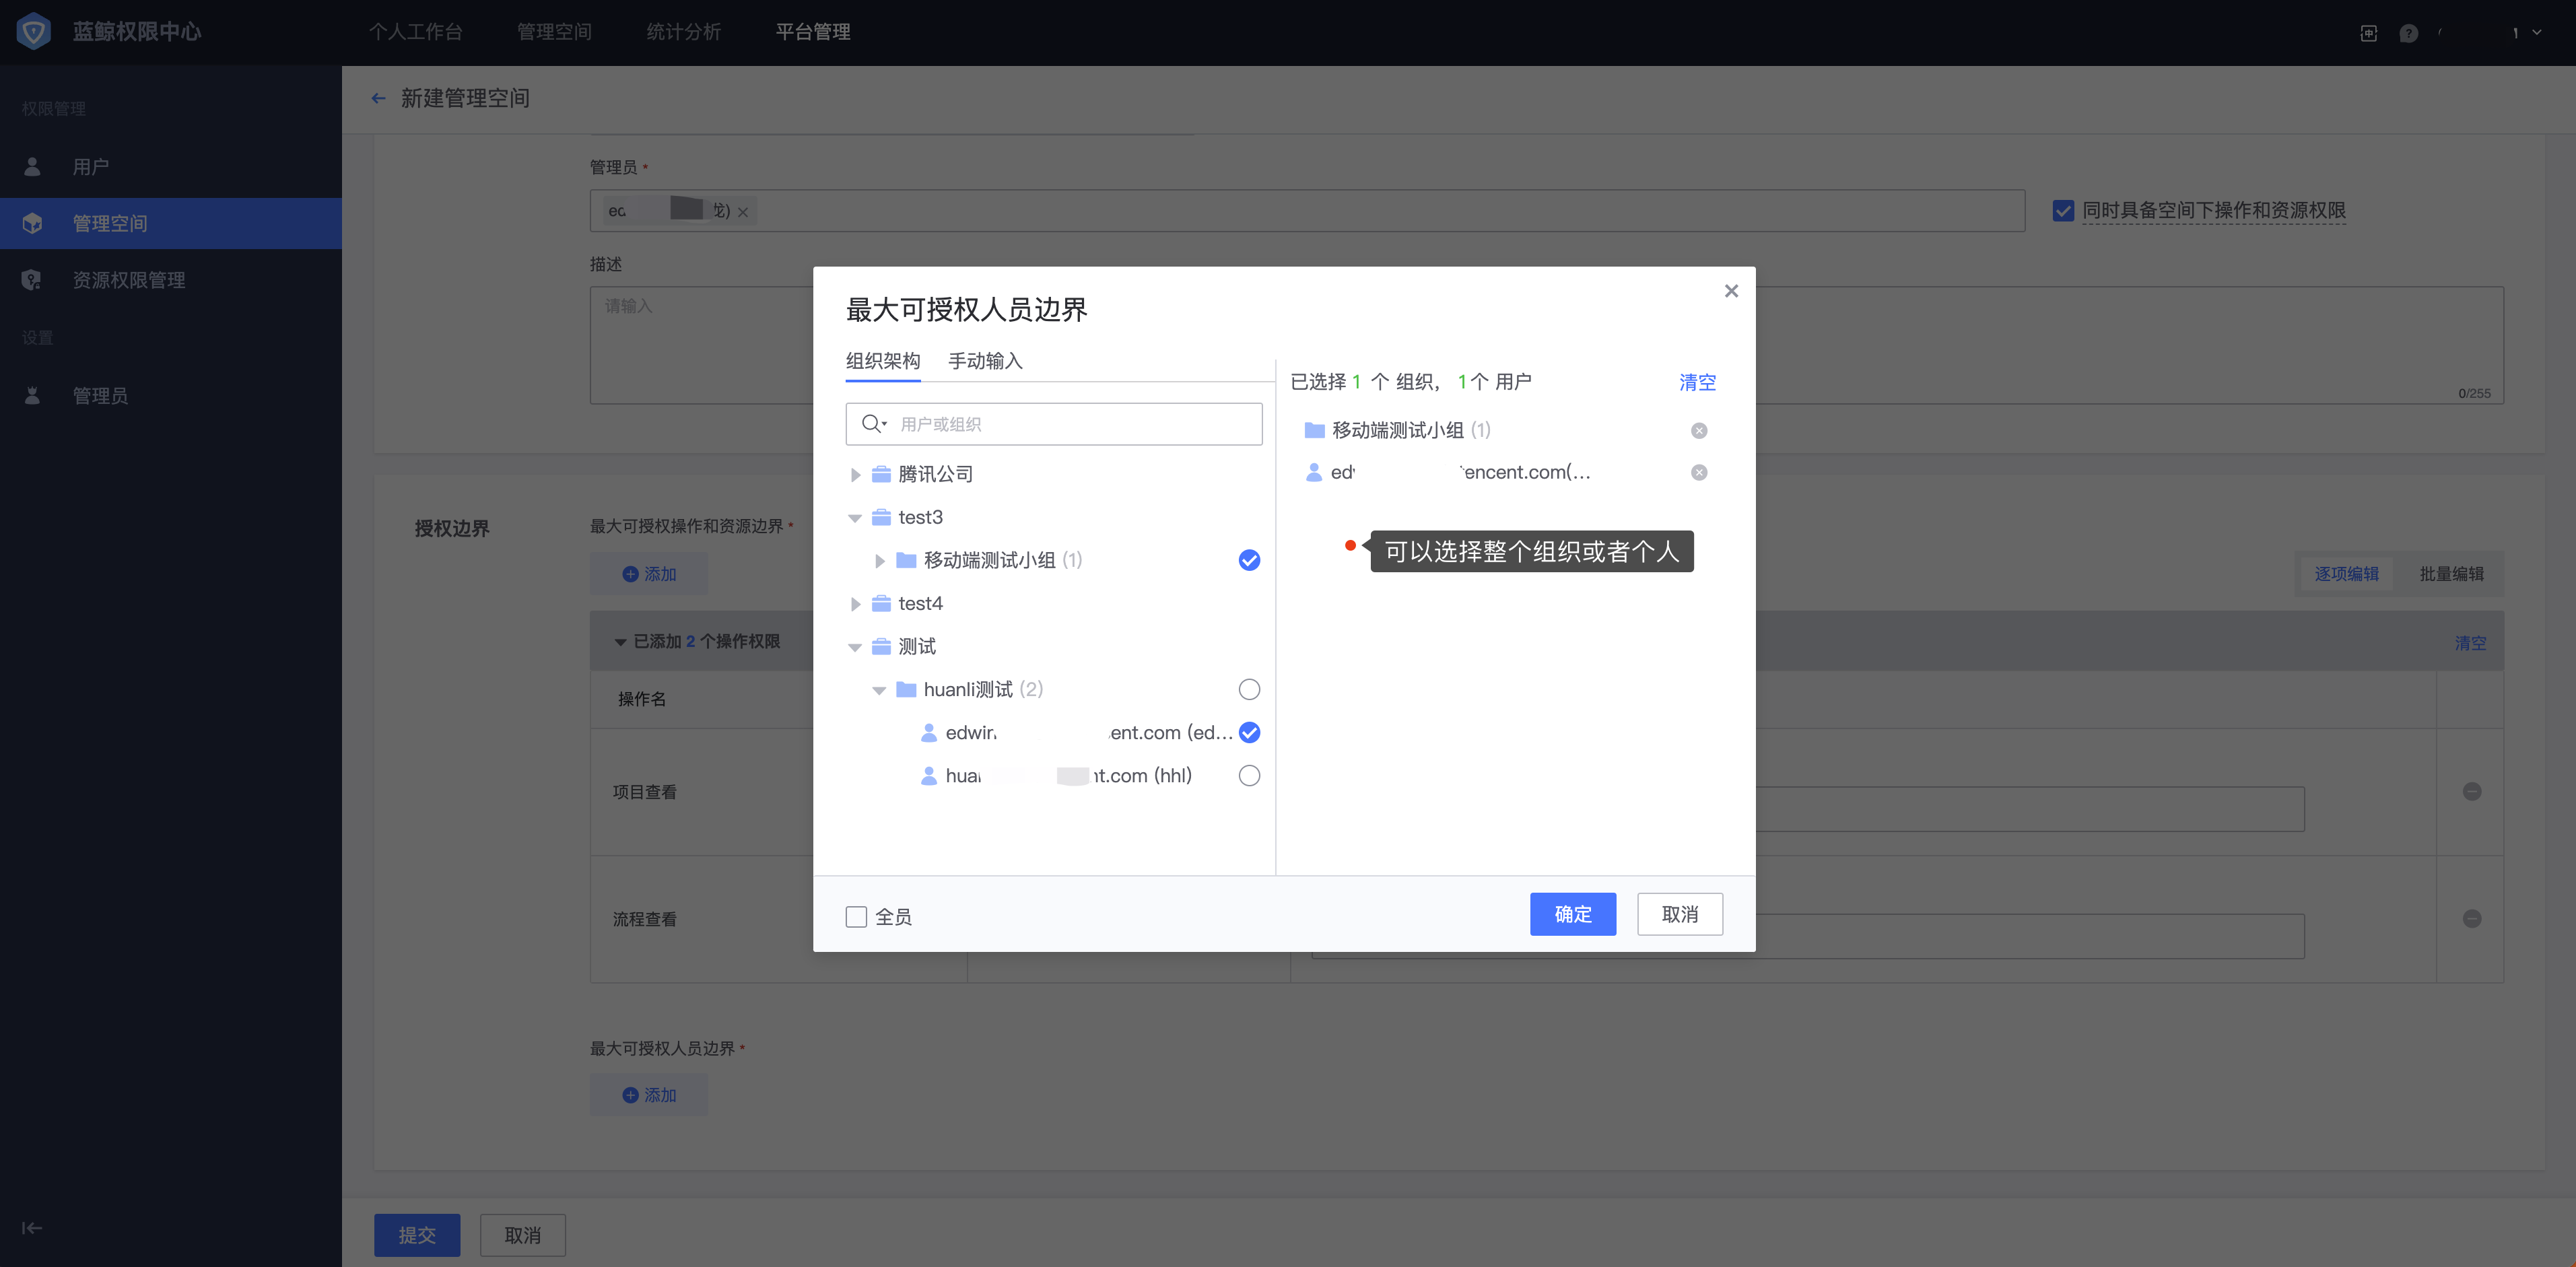 蓝鲸权限中心
个人工作台 管理空间 统计分析 平台管理
权限管理
用户
管理空间
资源权限管理
设置
管理员
新建管理空间
管理员 *
同时具备空间下操作和资源权限
描述
请输入
0/255
授权边界
最大可授权操作和资源边界 *
添加
逐项编辑 批量编辑
已添加 2 个操作权限
清空
操作名
项目查看
流程查看
最大可授权人员边界 *
添加
提交 取消
最大可授权人员边界
组织架构 手动输入
用户或组织
腾讯公司
test3
移动端测试小组 (1)
test4
测试
huanli测试 (2)
ent.com (ed...
t.com (hhl)
全员
已选择 1 个 组织， 1个 用户
清空
移动端测试小组 (1)
encent.com(...
可以选择整个组织或者个人
确定 取消